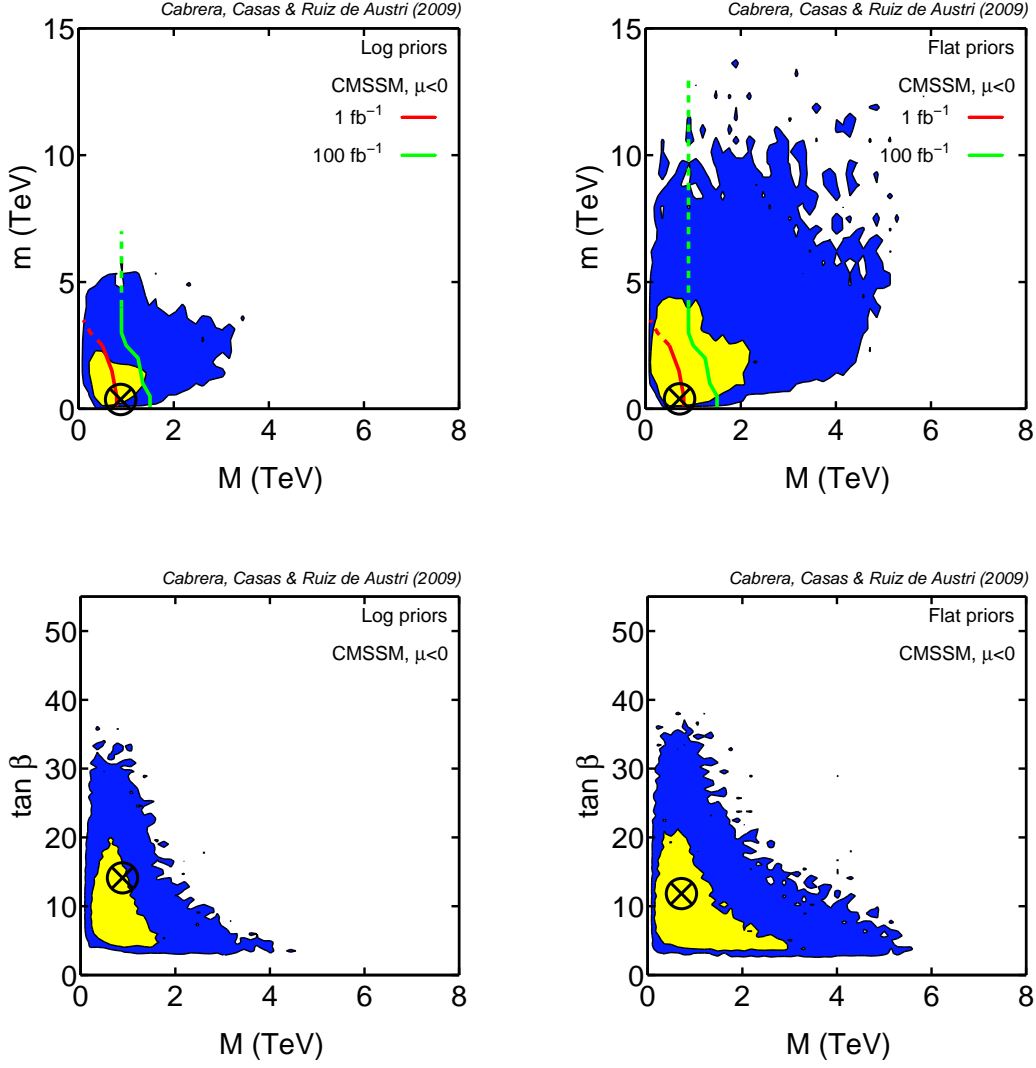 Cabrera, Casas & Ruiz de Austri (2009)
15
Log priors
CMSSM, μ<0
1 fb⁻¹
100 fb⁻¹
10
5
0
m (TeV)
0 2 4 6 8
M (TeV)
Cabrera, Casas & Ruiz de Austri (2009)
15
Flat priors
CMSSM, μ<0
1 fb⁻¹
100 fb⁻¹
10
5
0
m (TeV)
0 2 4 6 8
M (TeV)
Cabrera, Casas & Ruiz de Austri (2009)
Log priors
CMSSM, μ<0
50
40
30
20
10
0
tan β
0 2 4 6 8
M (TeV)
Cabrera, Casas & Ruiz de Austri (2009)
Flat priors
CMSSM, μ<0
50
40
30
20
10
0
tan β
0 2 4 6 8
M (TeV)